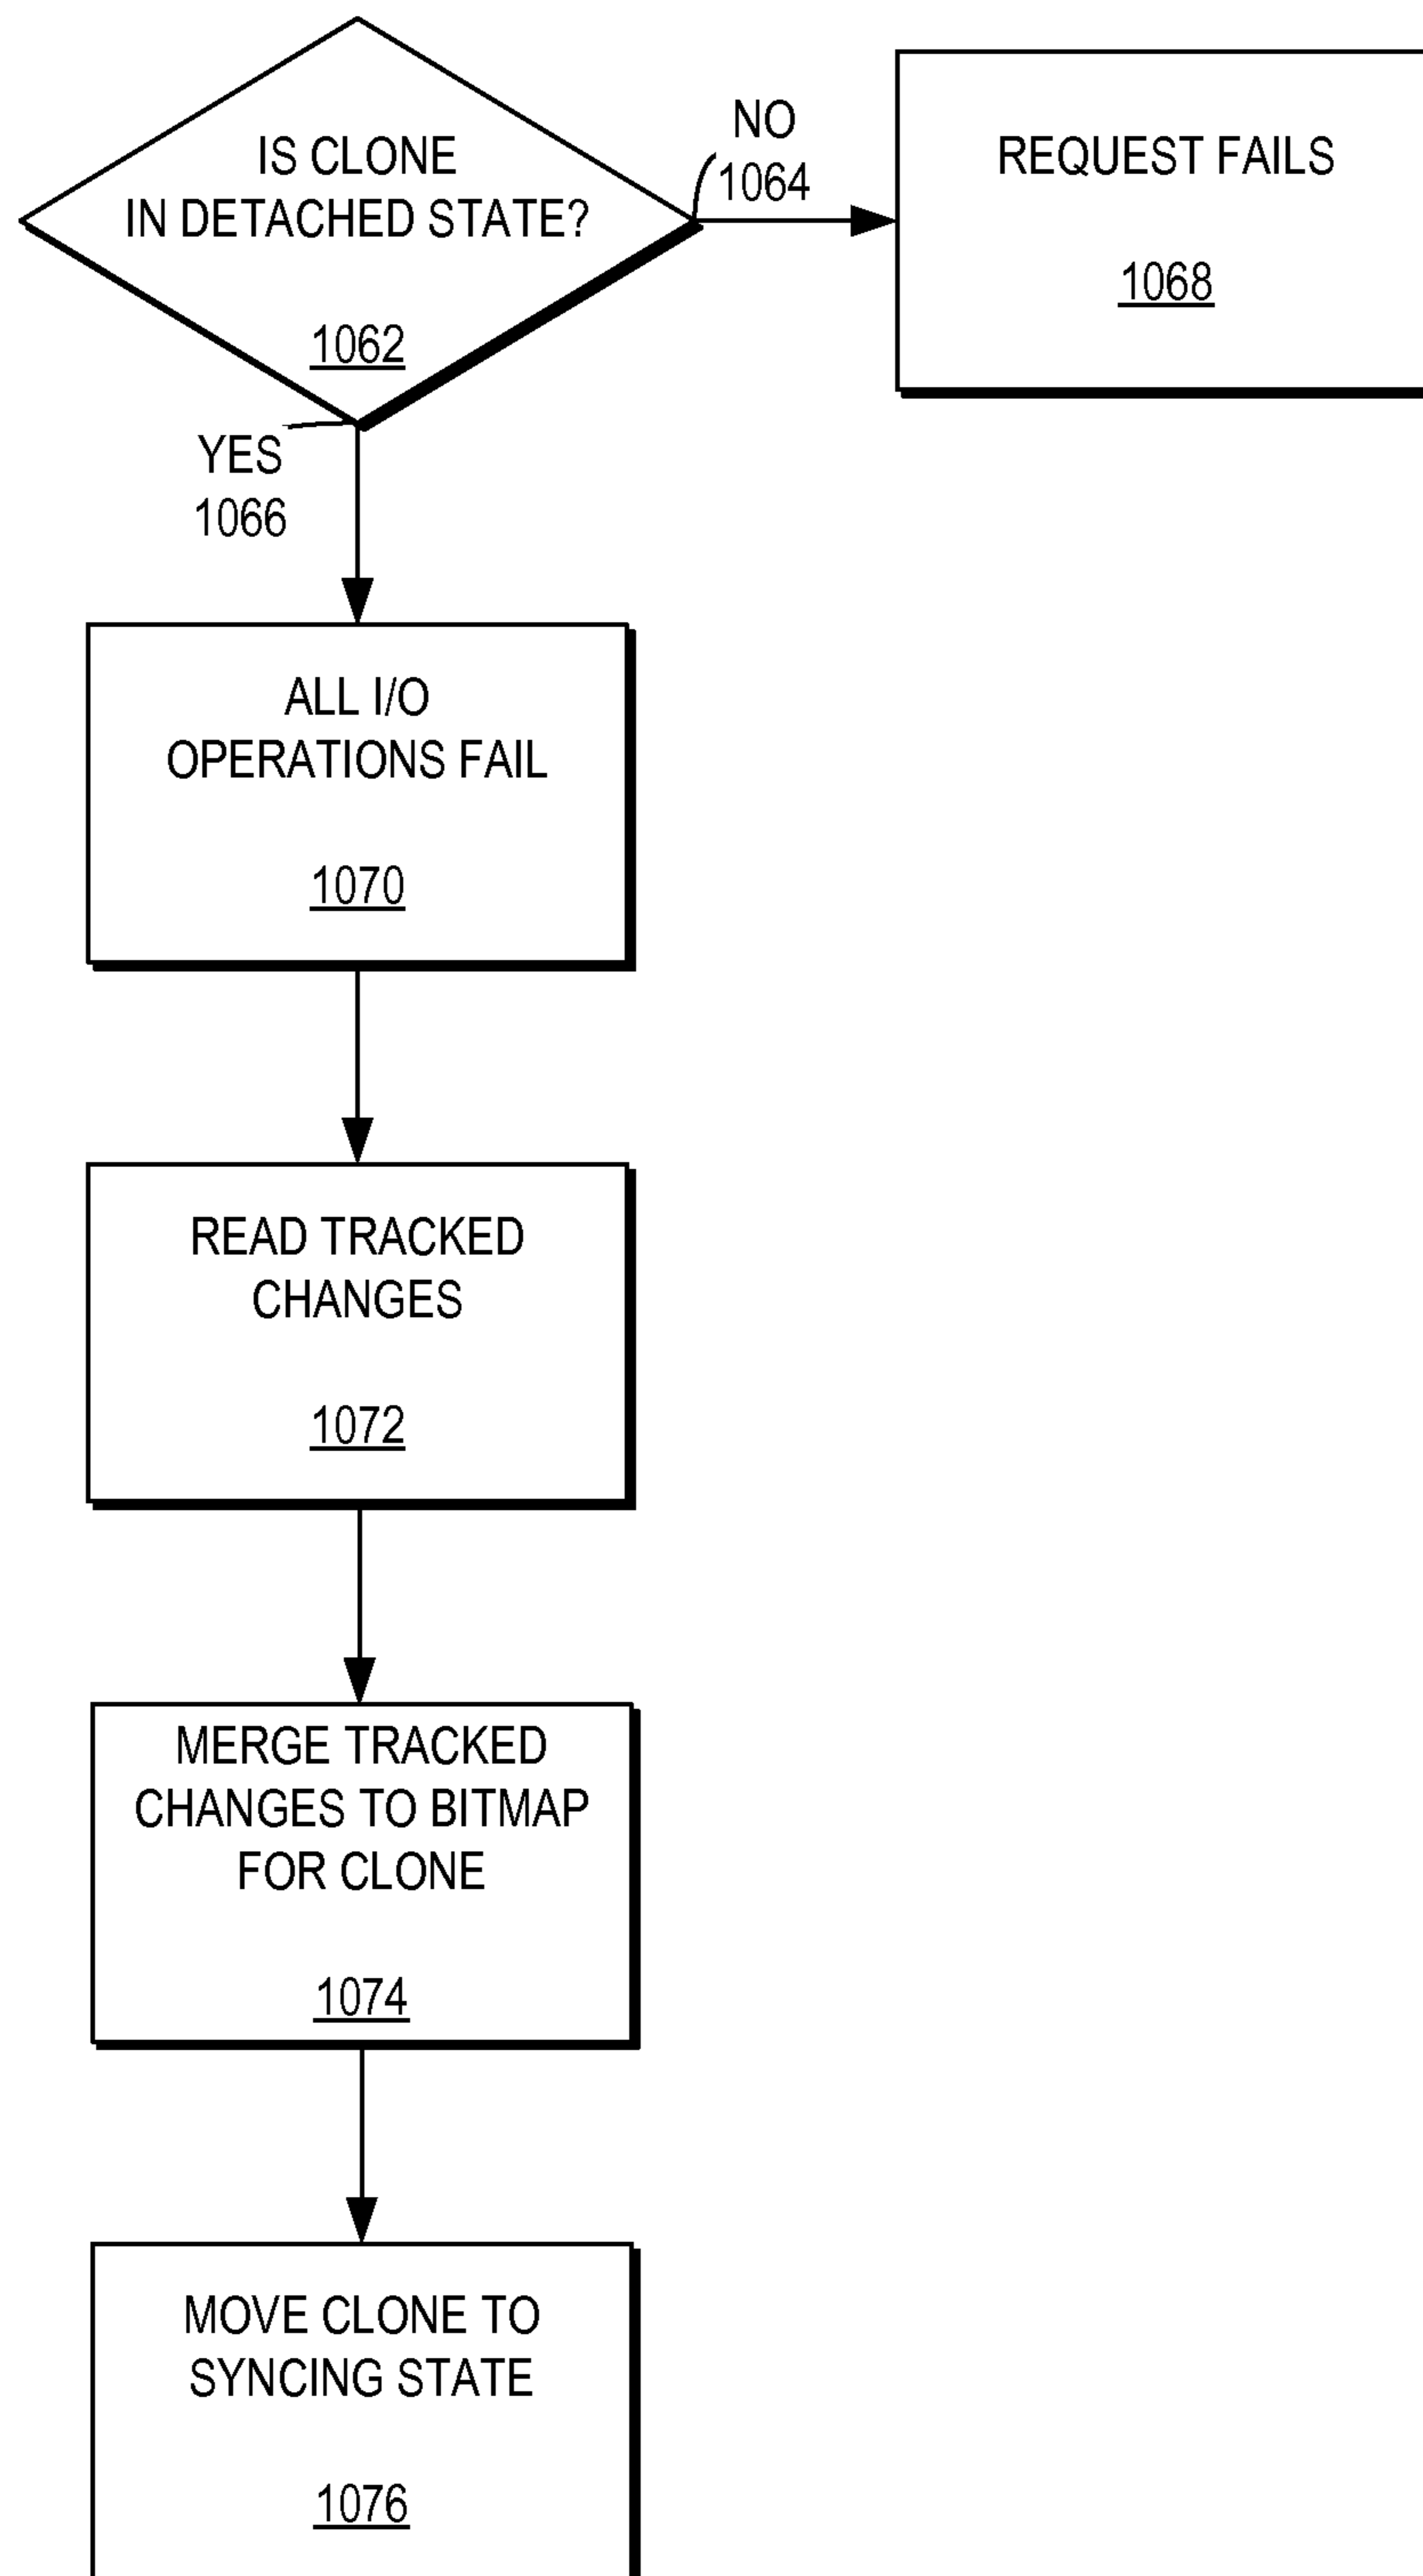 IS CLONE
IN DETACHED STATE?
1062
NO
1064
REQUEST FAILS
1068
YES
1066
ALL I/O
OPERATIONS FAIL
1070
READ TRACKED
CHANGES
1072
MERGE TRACKED
CHANGES TO BITMAP
FOR CLONE
1074
MOVE CLONE TO
SYNCING STATE
1076